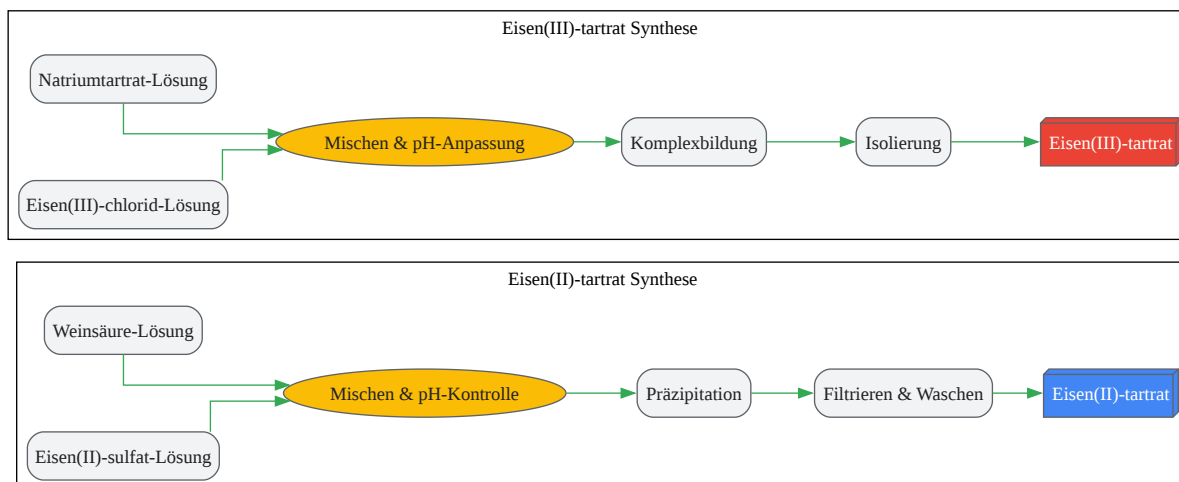 Eisen(III)-tartrat Synthese
Natriumtartrat-Lösung
Eisen(III)-chlorid-Lösung
Mischen & pH-Anpassung
Komplexbildung
Isolierung
Eisen(III)-tartrat
Eisen(II)-tartrat Synthese
Weinsäure-Lösung
Eisen(II)-sulfat-Lösung
Mischen & pH-Kontrolle
Präzipitation
Filtrieren & Waschen
Eisen(II)-tartrat